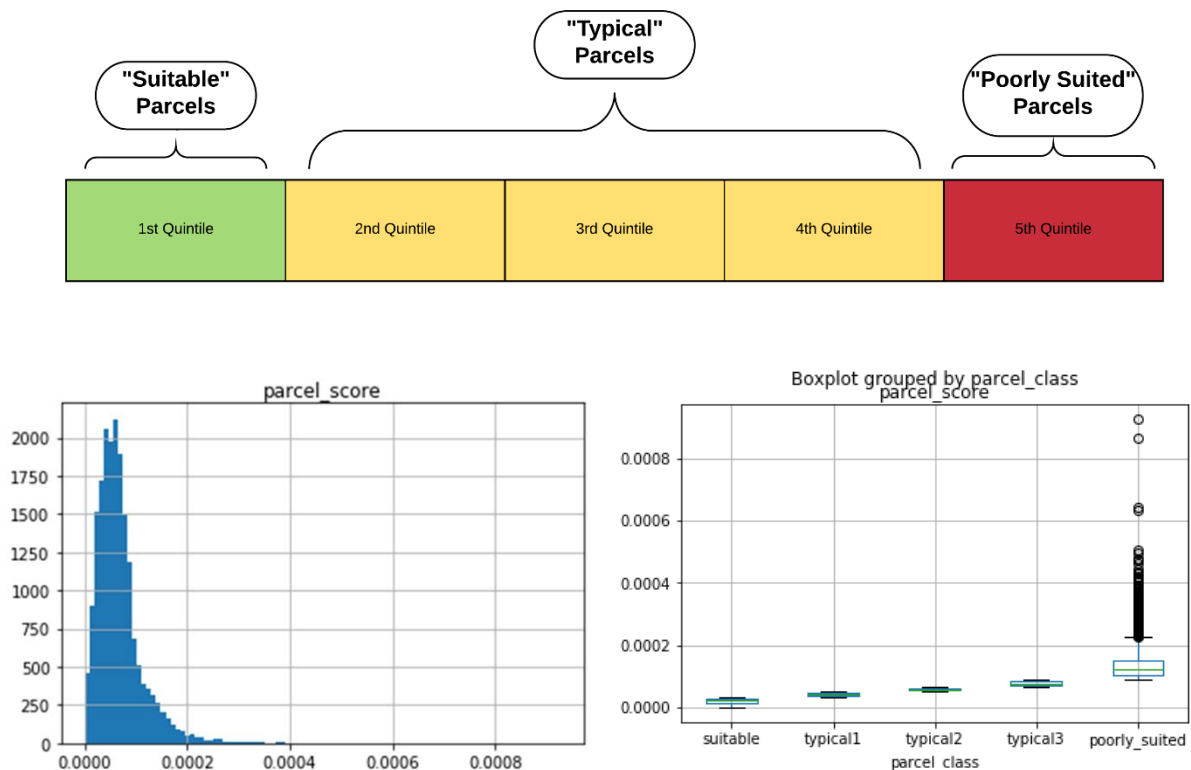 "Typical"
Parcels
"Suitable"
Parcels
"Poorly Suited"
Parcels
1st Quintile
2nd Quintile
3rd Quintile
4th Quintile
5th Quintile
parcel_score
2000
1750
1500
1250
1000
750
500
250
0
0.0000
0.0002
0.0004
0.0006
0.0008
Boxplot grouped by parcel_class
parcel_score
0.0008
0.0006
0.0004
0.0002
0.0000
suitable
typical1
typical2
typical3
poorly_suited
parcel_class